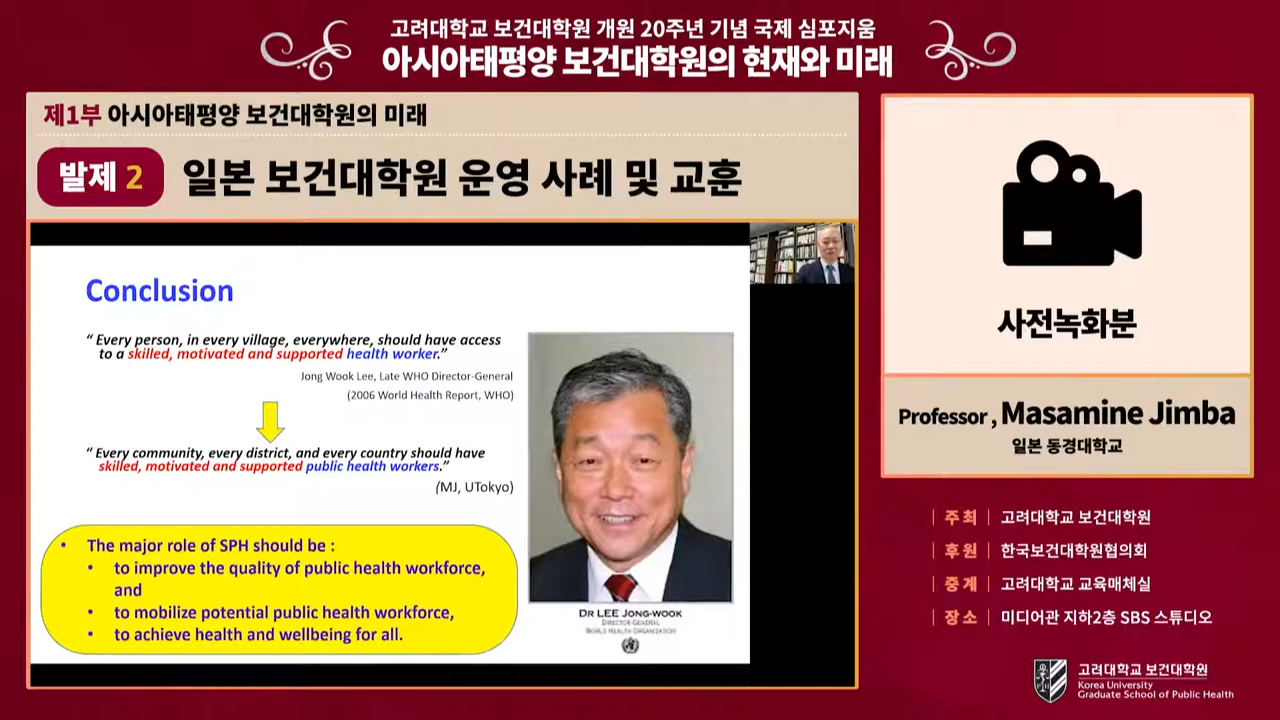 고려대학교 보건대학원 개원 20주년 기념 국제 심포지움
아시아태평양 보건대학원의 현재와 미래
제1부 아시아태평양 보건대학원의 미래
발제 2 일본 보건대학원 운영 사례 및 교훈
Conclusion
“ Every person, in every village, everywhere, should have access
to a skilled, motivated and supported health worker.”
Jong Wook Lee, Late WHO Director-General
(2006 World Health Report, WHO)
“ Every community, every district, and every country should have
skilled, motivated and supported public health workers.”
(MJ, UTokyo)
• The major role of SPH should be :
• to improve the quality of public health workforce,
and
• to mobilize potential public health workforce,
• to achieve health and wellbeing for all.
DR LEE JONG-WOOK
DIRECTOR-GENERAL
WORLD HEALTH ORGANIZATION
사전녹화분
Professor , Masamine Jimba
일본 동경대학교
| 주 최 | 고려대학교 보건대학원
| 후 원 | 한국보건대학원협의회
| 중 계 | 고려대학교 교육매체실
| 장 소 | 미디어관 지하2층 SBS 스튜디오
고려대학교 보건대학원
Korea University
Graduate School of Public Health